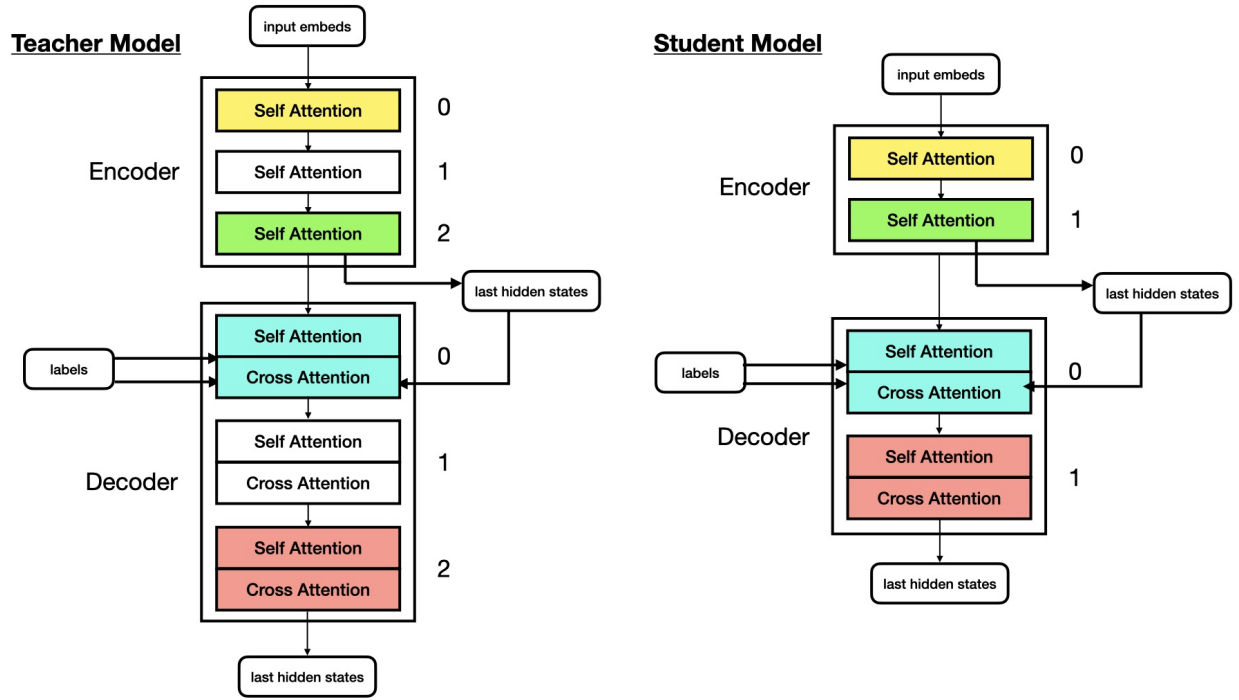 Teacher Model
input embeds
Encoder
Self Attention
0
Self Attention
1
Self Attention
2
last hidden states
labels
Decoder
Self Attention
Cross Attention
0
Self Attention
Cross Attention
1
Self Attention
Cross Attention
2
last hidden states
Student Model
input embeds
Encoder
Self Attention
0
Self Attention
1
last hidden states
labels
Decoder
Self Attention
Cross Attention
0
Self Attention
Cross Attention
1
last hidden states